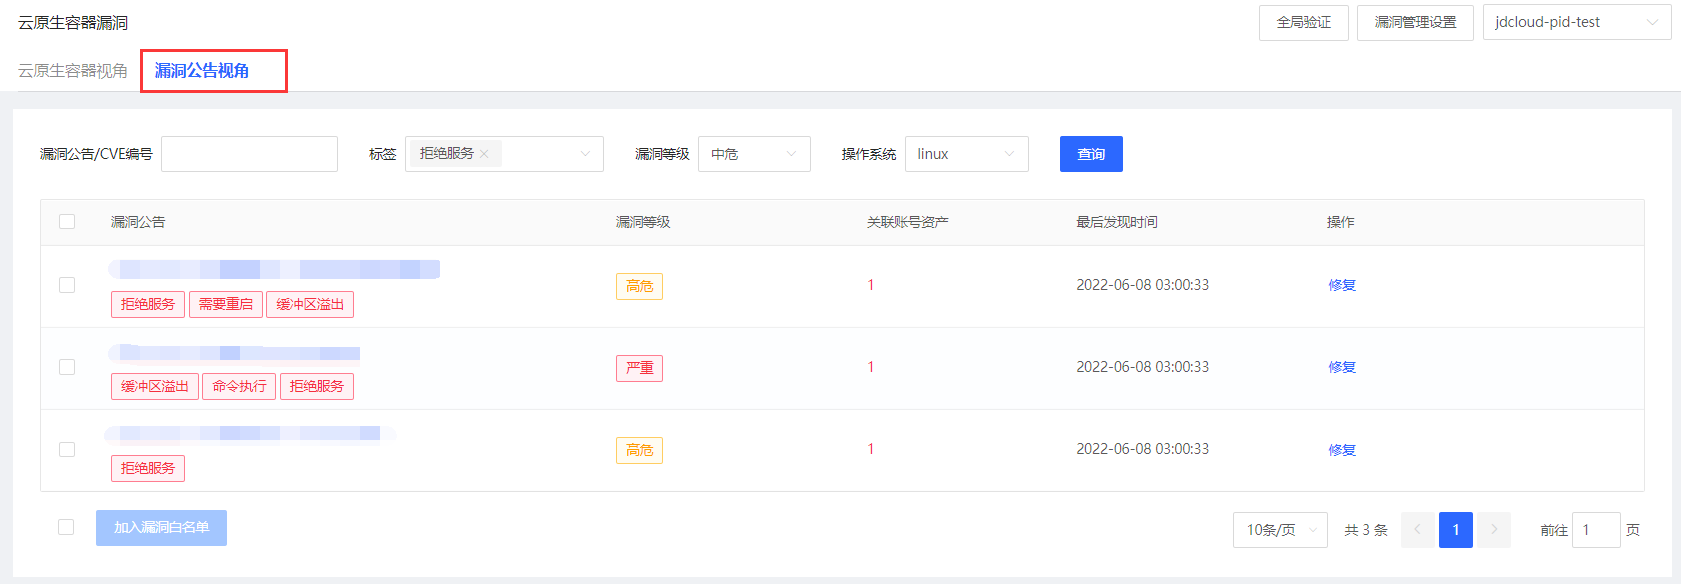 云原生容器漏洞 全局验证 漏洞管理设置 jdcloud-pid-test
云原生容器视角 漏洞公告视角
漏洞公告/CVE编号 标签 拒绝服务 × 漏洞等级 中危 操作系统 linux 查询
漏洞公告 漏洞等级 关联账号资产 最后发现时间 操作
高危 1 2022-06-08 03:00:33 修复
拒绝服务 需要重启 缓冲区溢出
严重 1 2022-06-08 03:00:33 修复
缓冲区溢出 命令执行 拒绝服务
高危 1 2022-06-08 03:00:33 修复
拒绝服务
加入漏洞白名单 10条/页 共 3 条 < 1 > 前往 1 页